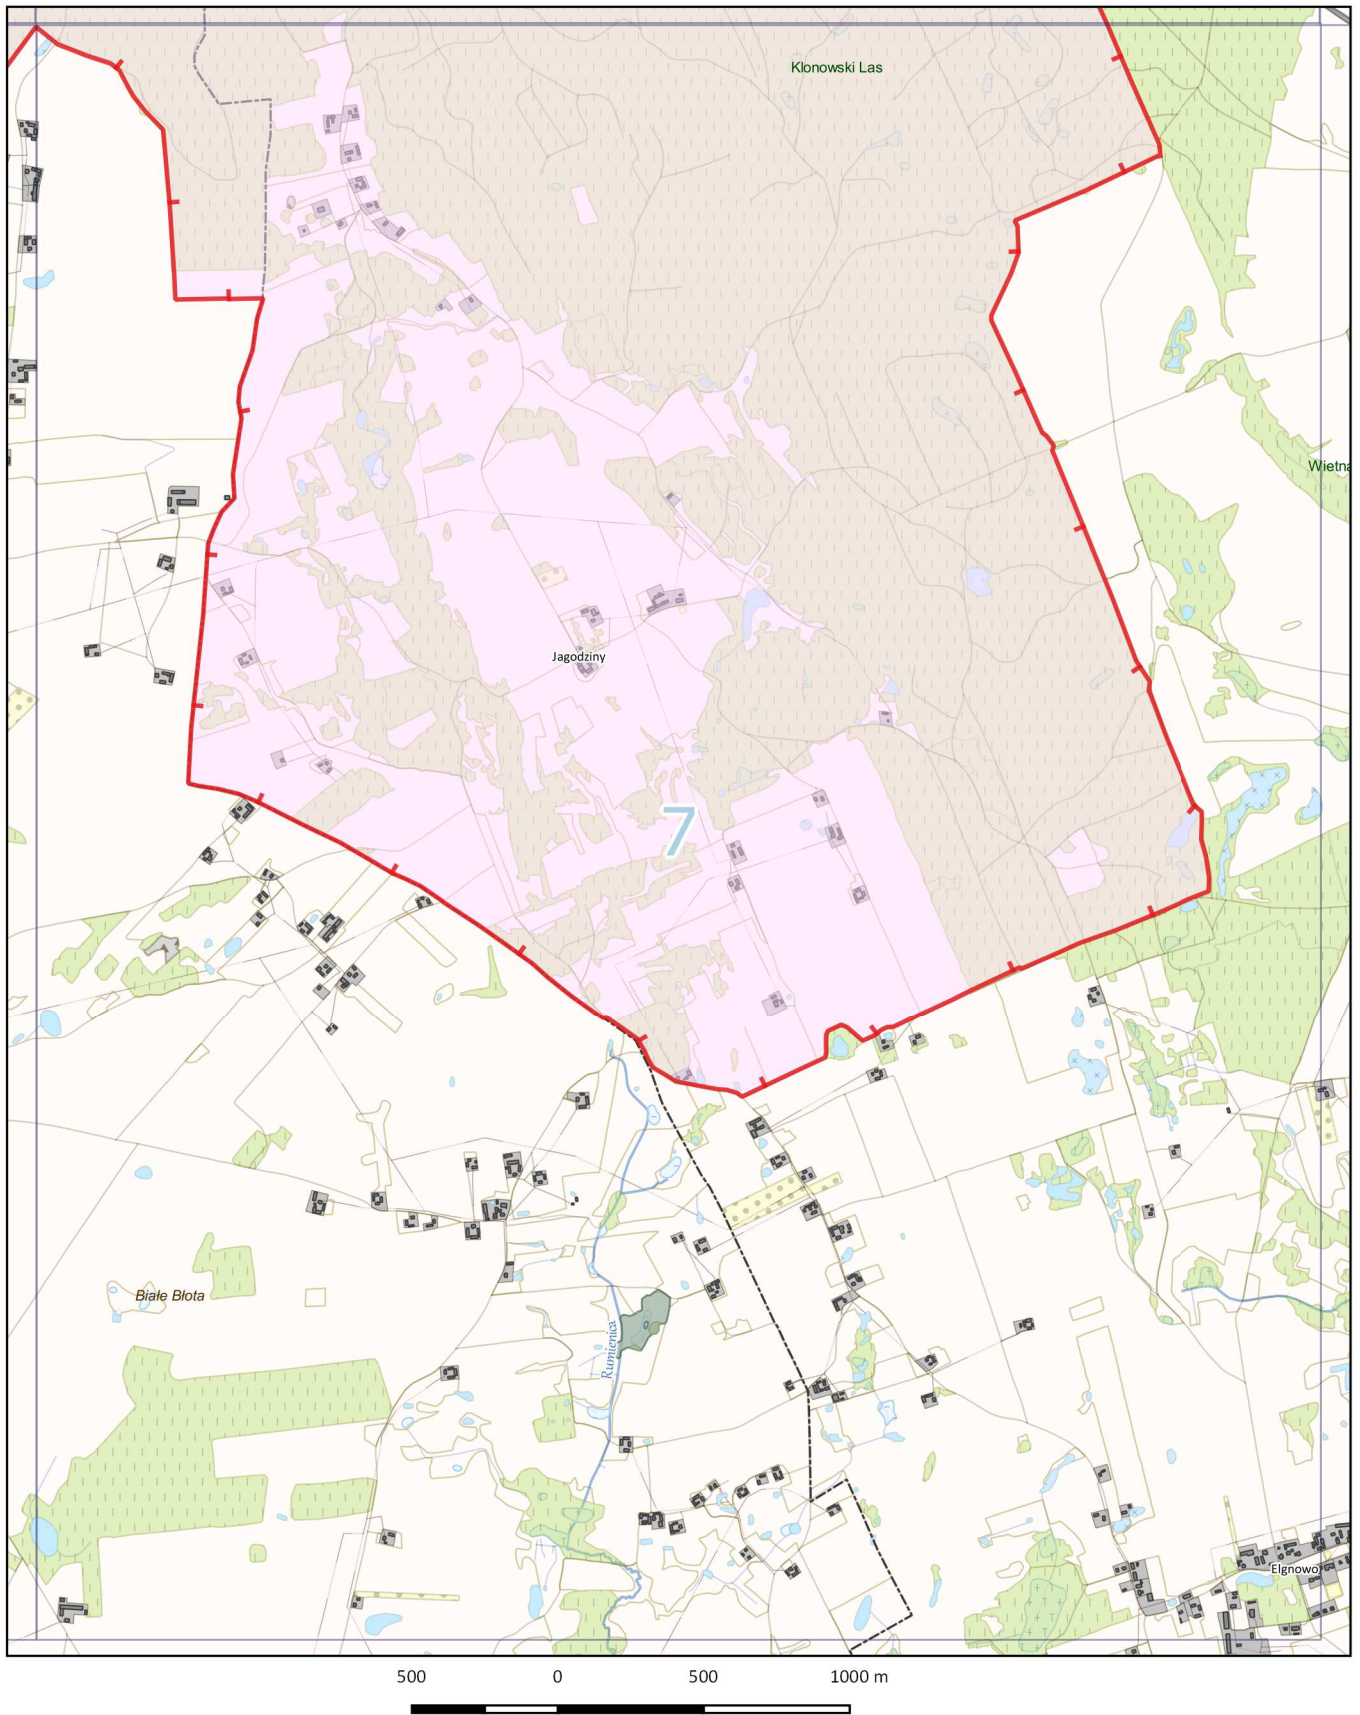 Klonowski Las
Wietna
Jagodziny
7
Białe Błota
Rumienica
Elgnowo
500 0 500 1000 m